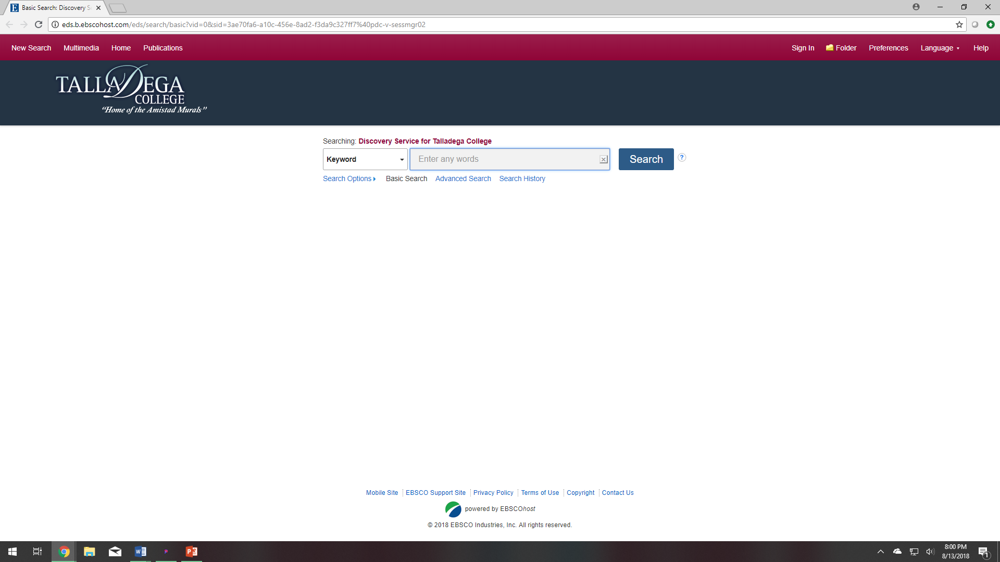 Basic Search: Discovery S
eds.b.ebscohost.com/eds/search/basic?vid=0&sid=3ae70fa6-a10c-456e-8ad2-f3da9c327ff7%40pdc-v-sessmgr02
New Search Multimedia Home Publications Sign In Folder Preferences Language Help
TALLADEGA
COLLEGE
“Home of the Amistad Murals”
Searching: Discovery Service for Talladega College
Keyword Enter any words Search ?
Search Options Basic Search Advanced Search Search History
Mobile Site EBSCO Support Site Privacy Policy Terms of Use Copyright Contact Us
powered by EBSCOhost
© 2018 EBSCO Industries, Inc. All rights reserved.
8:00 PM
8/13/2018
1